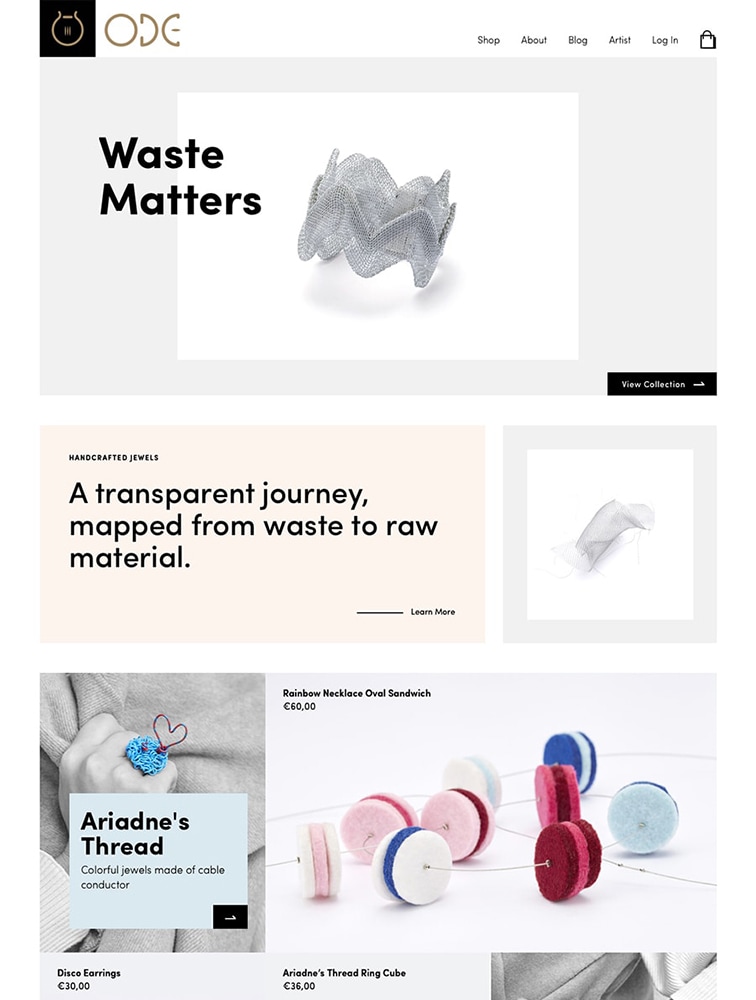 ODE
Shop About Blog Artist Log In
Waste
Matters
View Collection
HANDCRAFTED JEWELS
A transparent journey,
mapped from waste to raw
material.
Learn More
Rainbow Necklace Oval Sandwich
€60,00
Ariadne's
Thread
Colorful jewels made of cable
conductor
Disco Earrings
€30,00
Ariadne’s Thread Ring Cube
€36,00